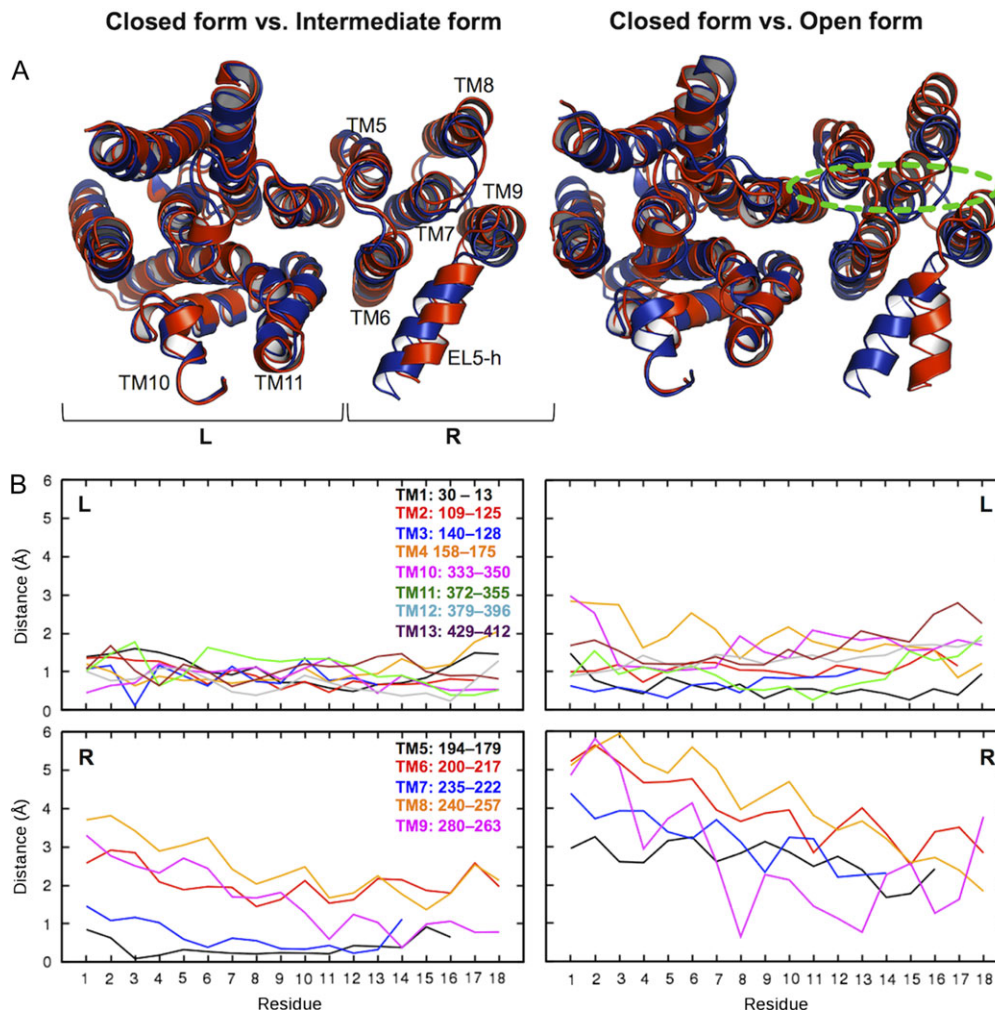 Closed form vs. Intermediate form
Closed form vs. Open form
A
TM5
TM8
TM9
TM7
TM6
EL5-h
TM10
TM11
L
R
B
L
TM1: 30 – 13
TM2: 109–125
TM3: 140–128
TM4 158–175
TM10: 333–350
TM11: 372–355
TM12: 379–396
TM13: 429–412
Distance (Å)
6
5
4
3
2
1
0
L
R
TM5: 194–179
TM6: 200–217
TM7: 235–222
TM8: 240–257
TM9: 280–263
Distance (Å)
6
5
4
3
2
1
0
1 2 3 4 5 6 7 8 9 10 11 12 13 14 15 16 17 18
Residue
R
1 2 3 4 5 6 7 8 9 10 11 12 13 14 15 16 17 18
Residue